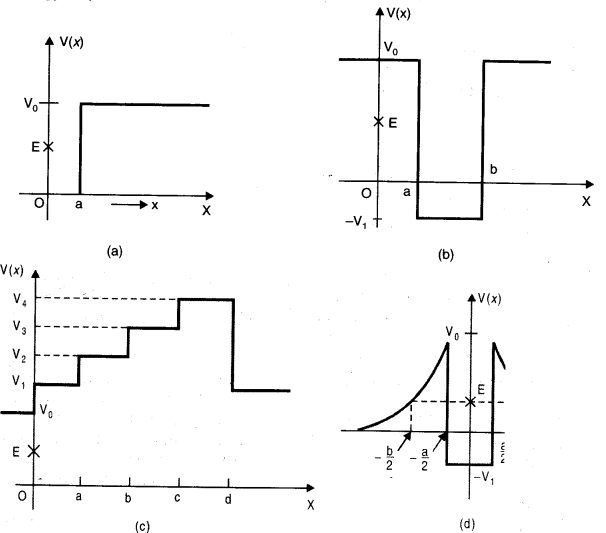 V(x)
V₀
E
O a x X
(a)
V(x)
V₀
E
b
O a X
–V₁
(b)
V(x)
V₄
V₃
V₂
V₁
V₀
E
O a b c d X
(c)
V(x)
V₀
E
– b/2 – a/2
–V₁
(d)